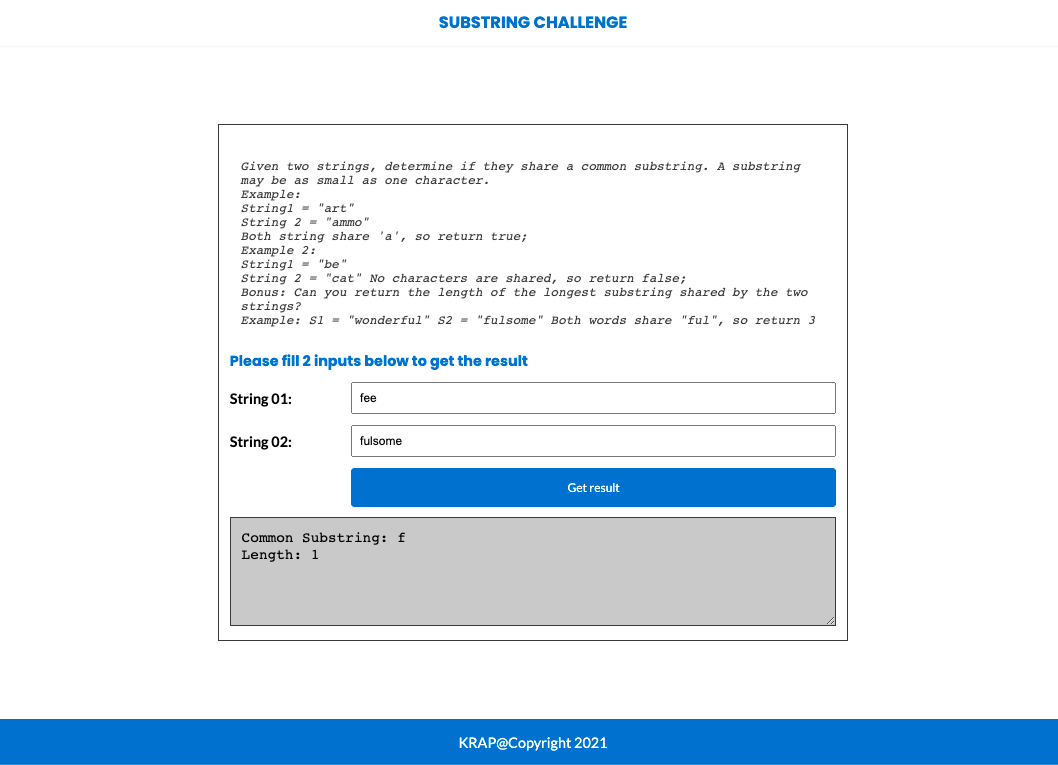 SUBSTRING CHALLENGE
Given two strings, determine if they share a common substring. A substring
may be as small as one character.
Example:
String1 = "art"
String 2 = "ammo"
Both string share 'a', so return true;
Example 2:
String1 = "be"
String 2 = "cat" No characters are shared, so return false;
Bonus: Can you return the length of the longest substring shared by the two
strings?
Example: S1 = "wonderful" S2 = "fulsome" Both words share "ful", so return 3
Please fill 2 inputs below to get the result
String 01:
fee
String 02:
fulsome
Get result
Common Substring: f
Length: 1
KRAP@Copyright 2021